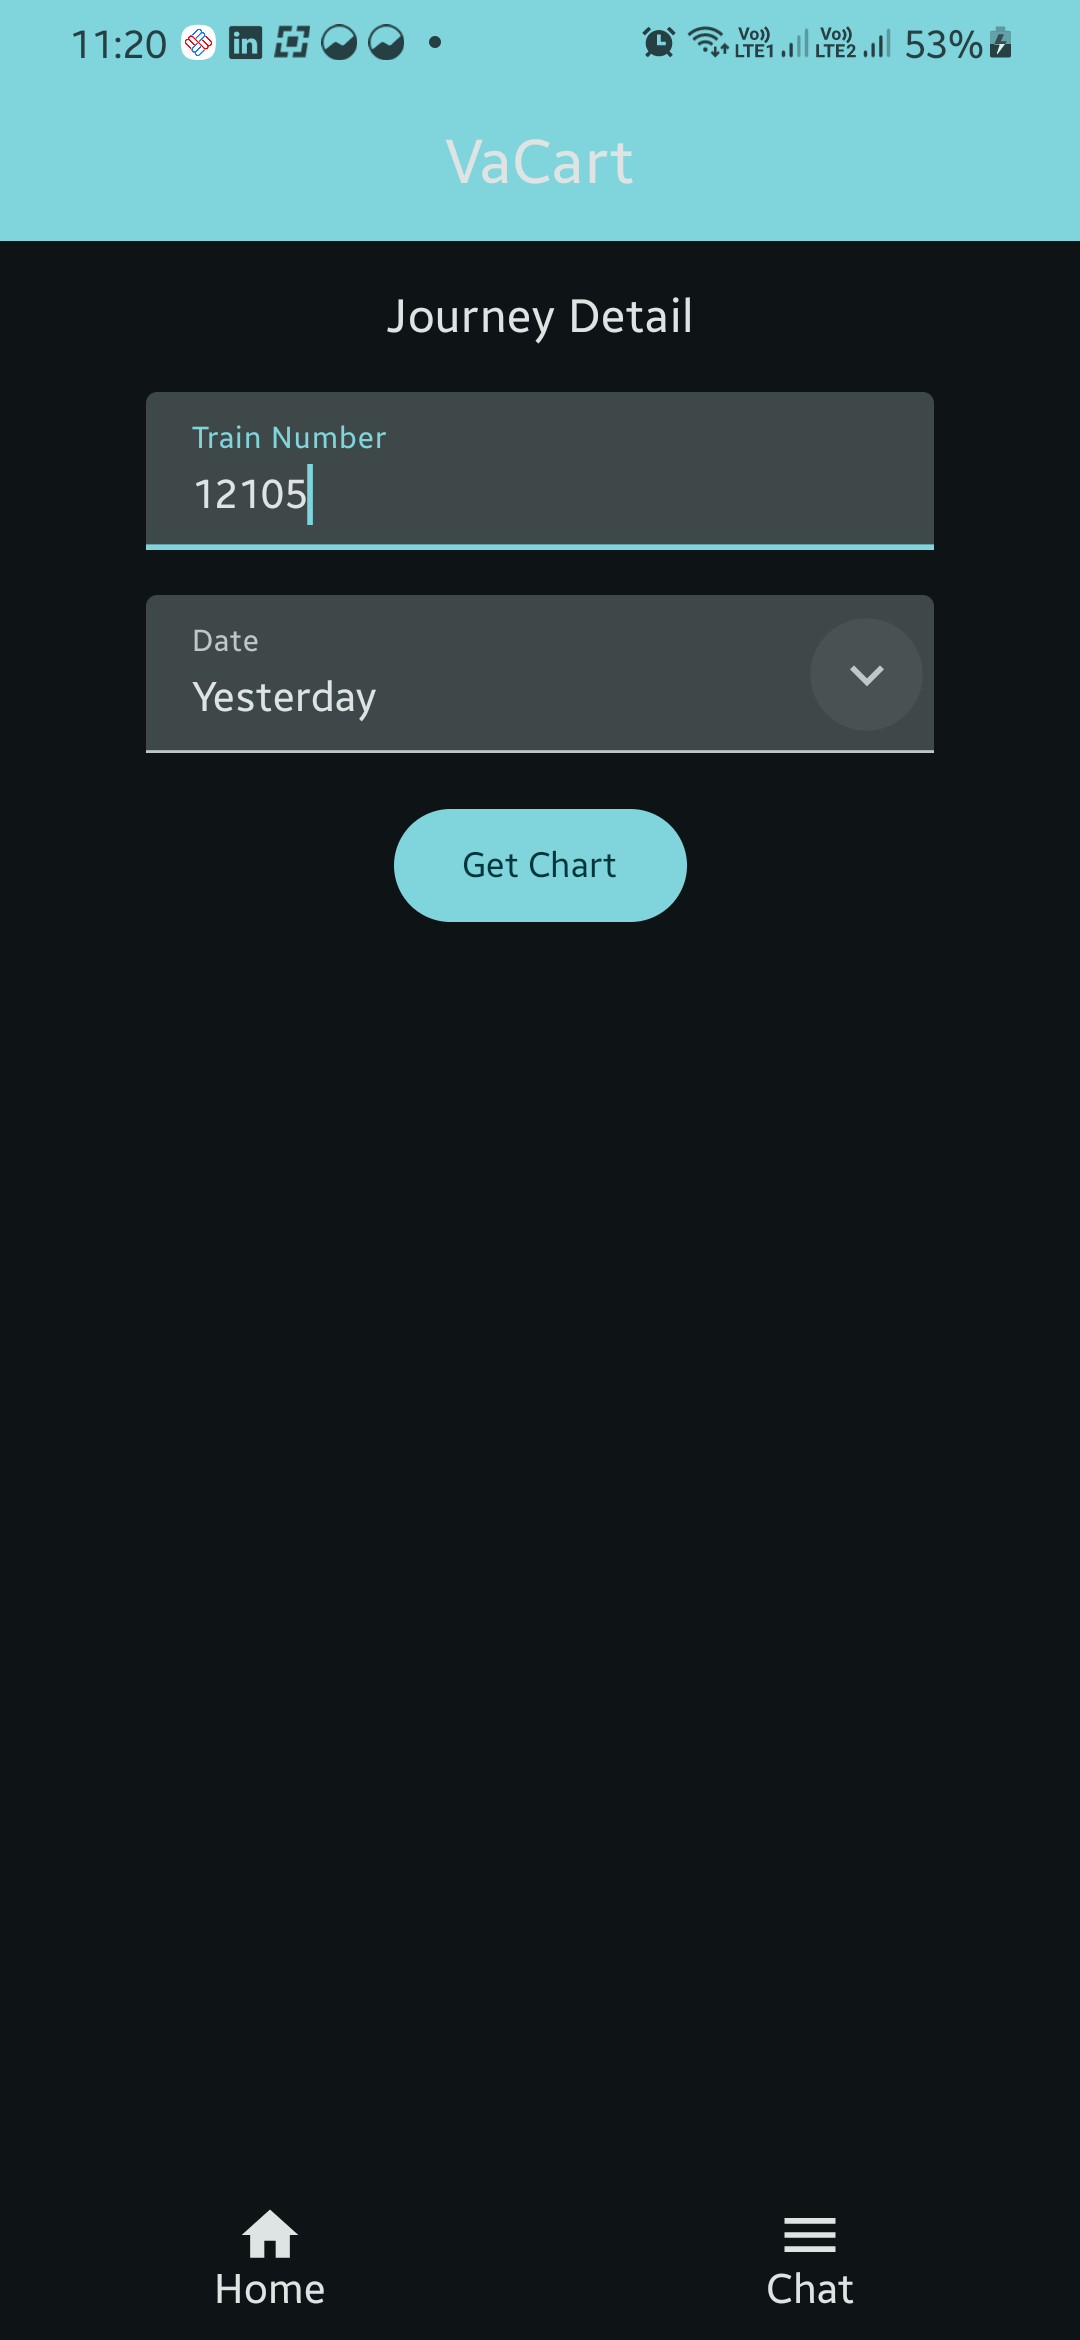 11:20 in Vo)) LTE1 Vo)) LTE2 53%
VaCart
Journey Detail
Train Number
12105
Date
Yesterday
Get Chart
Home Chat